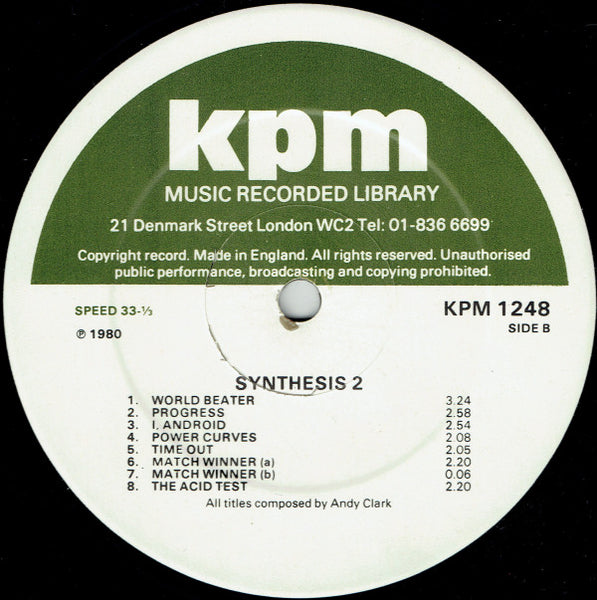 kpm
MUSIC RECORDED LIBRARY
21 Denmark Street London WC2 Tel: 01-836 6699
Copyright record. Made in England. All rights reserved. Unauthorised
public performance, broadcasting and copying prohibited.
SPEED 33-⅓
KPM 1248
℗ 1980
SIDE B
SYNTHESIS 2
1. WORLD BEATER 3.24
2. PROGRESS 2.58
3. I, ANDROID 2.54
4. POWER CURVES 2.08
5. TIME OUT 2.05
6. MATCH WINNER (a) 2.20
7. MATCH WINNER (b) 0.06
8. THE ACID TEST 2.20
All titles composed by Andy Clark